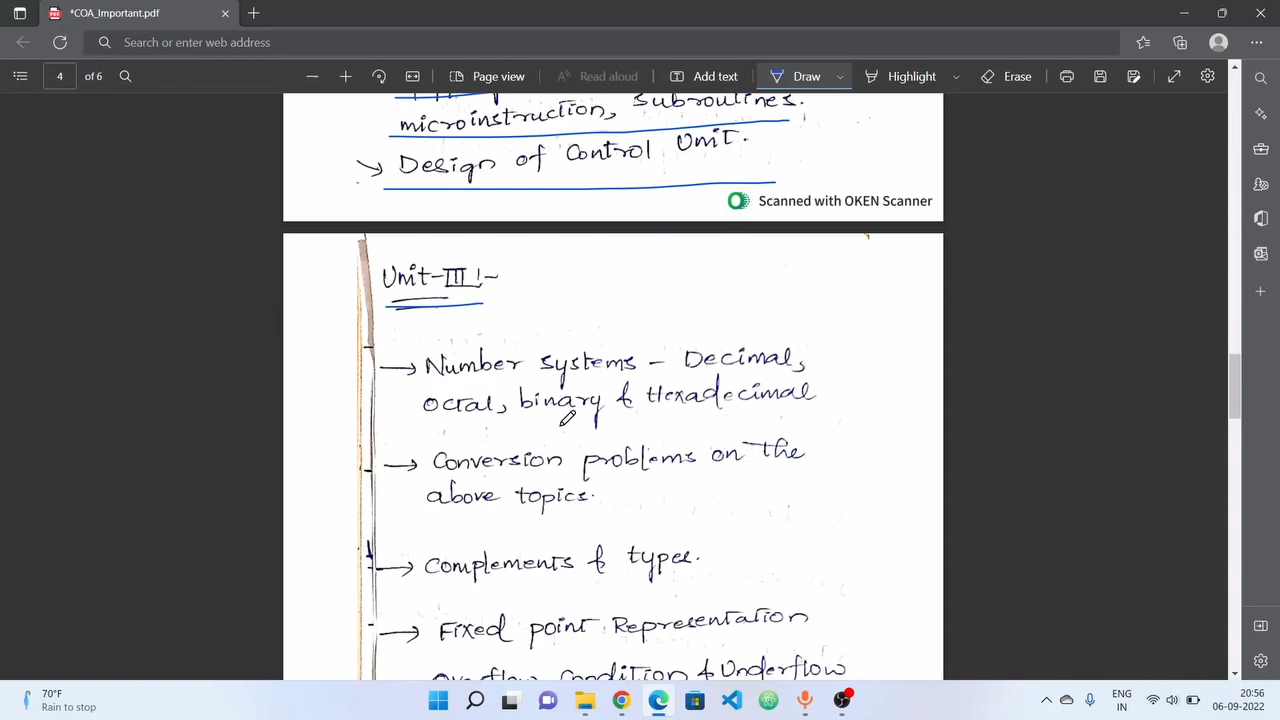 *COA_Important.pdf
Search or enter web address
4 of 6
Page view
Read aloud
Add text
Draw
Highlight
Erase
microinstruction, subroutines.
Design of Control Unit.
Scanned with OKEN Scanner
Unit-III :-
→ Number systems - Decimal,
octal, binary & Hexadecimal
→ Conversion problems on the
above topics.
→ Complements & types.
→ Fixed point Representation
Overflow Condition & Underflow
70°F
Rain to stop
ENG
IN
20:56
06-09-2022